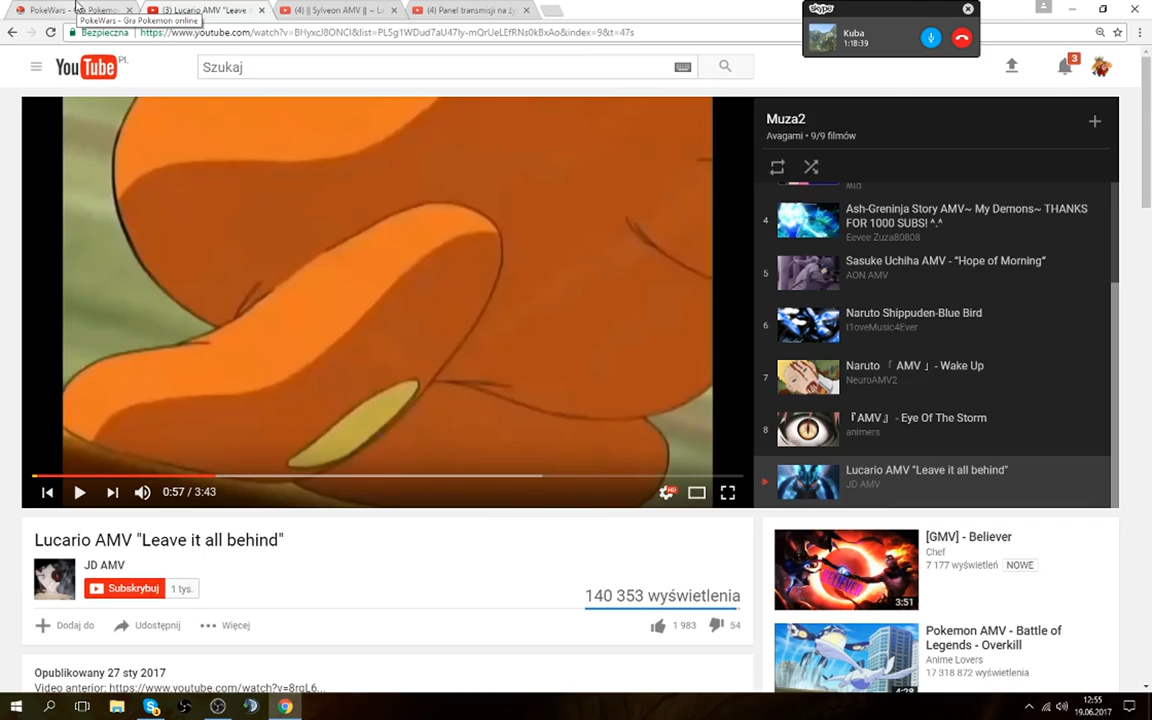 PokeWars - Gra Pokemo
(3) Lucario AMV "Leave i
(4) || Sylveon AMV || ~ L
(4) Panel transmisji na ży
PokeWars - Gra Pokemon online
Bezpieczna
https://www.youtube.com/watch?v=BHyxcJ8ONCI&list=PL5g1WDud7aU47Iy-mQrUeLEfRNs0kBxAo&index=9&t=47s
skype
Kuba
1:18:39
YouTube PL
Szukaj
3
Muza2
Avagami • 9/9 filmów
4
Ash-Greninja Story AMV~ My Demons~ THANKS
FOR 1000 SUBS! ^.^
Eevee Zuza80808
5
Sasuke Uchiha AMV - "Hope of Morning"
AON AMV
6
Naruto Shippuden-Blue Bird
I1oveMusic4Ever
7
Naruto 「 AMV 」- Wake Up
NeuroAMV2
8
『AMV』 - Eye Of The Storm
animers
Lucario AMV "Leave it all behind"
JD AMV
0:57 / 3:43
HD
Lucario AMV "Leave it all behind"
JD AMV
Subskrybuj
1 tys.
140 353 wyświetlenia
Dodaj do
Udostępnij
Więcej
1 983
54
Opublikowany 27 sty 2017
Video anterior: https://www.youtube.com/watch?v=8rqL6...
BELIEVER
3:51
[GMV] - Believer
Chef
7 177 wyświetleń
NOWE
Pokemon AMV - Battle of
Legends - Overkill
Anime Lovers
17 318 872 wyświetlenia
4:28
12:55
19.06.2017